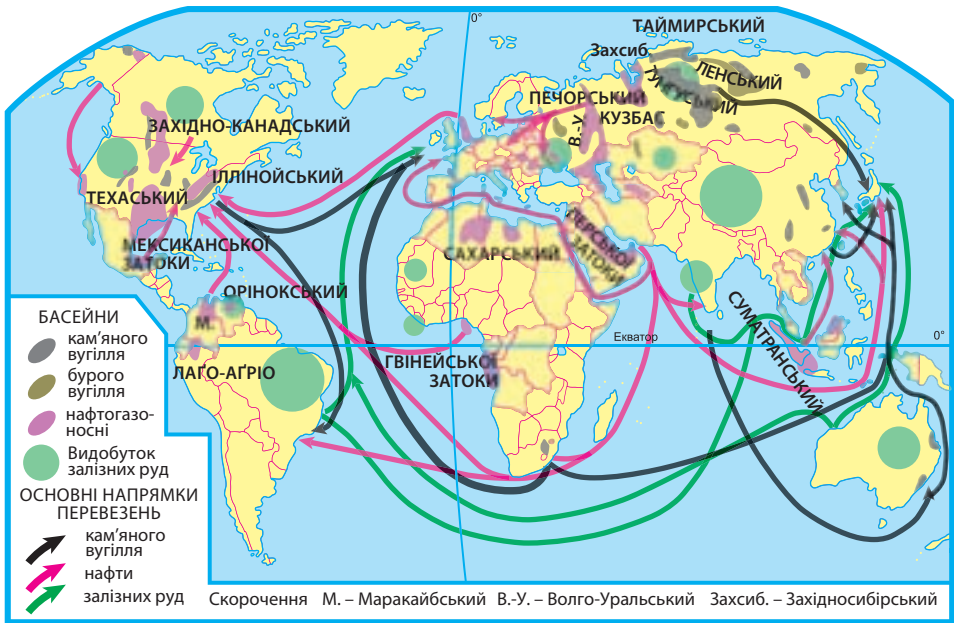 0°
ТАЙМИРСЬКИЙ
Захсиб.
ЛЕНСЬКИЙ
ТУНГУСЬКИЙ
ПЕЧОРСЬКИЙ
КУЗБАС
В.-У.
ЗАХІДНО-КАНАДСЬКИЙ
ІЛЛІНОЙСЬКИЙ
ТЕХАСЬКИЙ
МЕКСИКАНСЬКОЇ
ЗАТОКИ
САХАРСЬКИЙ
ПЕРСЬКОЇ
ЗАТОКИ
ОРІНОКСЬКИЙ
М.
СУМАТРАНСЬКИЙ
Екватор
0°
ЛАГО-АҐРІО
ГВІНЕЙСЬКОЇ
ЗАТОКИ
БАСЕЙНИ
кам’яного
вугілля
бурого
вугілля
нафтогазо-
носні
Видобуток
залізних руд
ОСНОВНІ НАПРЯМКИ
ПЕРЕВЕЗЕНЬ
кам’яного
вугілля
нафти
залізних руд
Скорочення М. – Маракайбський В.-У. – Волго-Уральський Захсиб. – Західносибірський